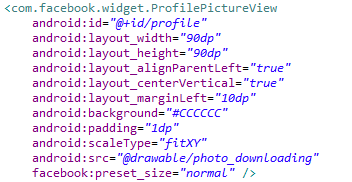 <com.facebook.widget.ProfilePictureView
android:id="@+id/profile"
android:layout_width="90dp"
android:layout_height="90dp"
android:layout_alignParentLeft="true"
android:layout_centerVertical="true"
android:layout_marginLeft="10dp"
android:background="#CCCCCC"
android:padding="1dp"
android:scaleType="fitXY"
android:src="@drawable/photo_downloading"
facebook:preset_size="normal" />